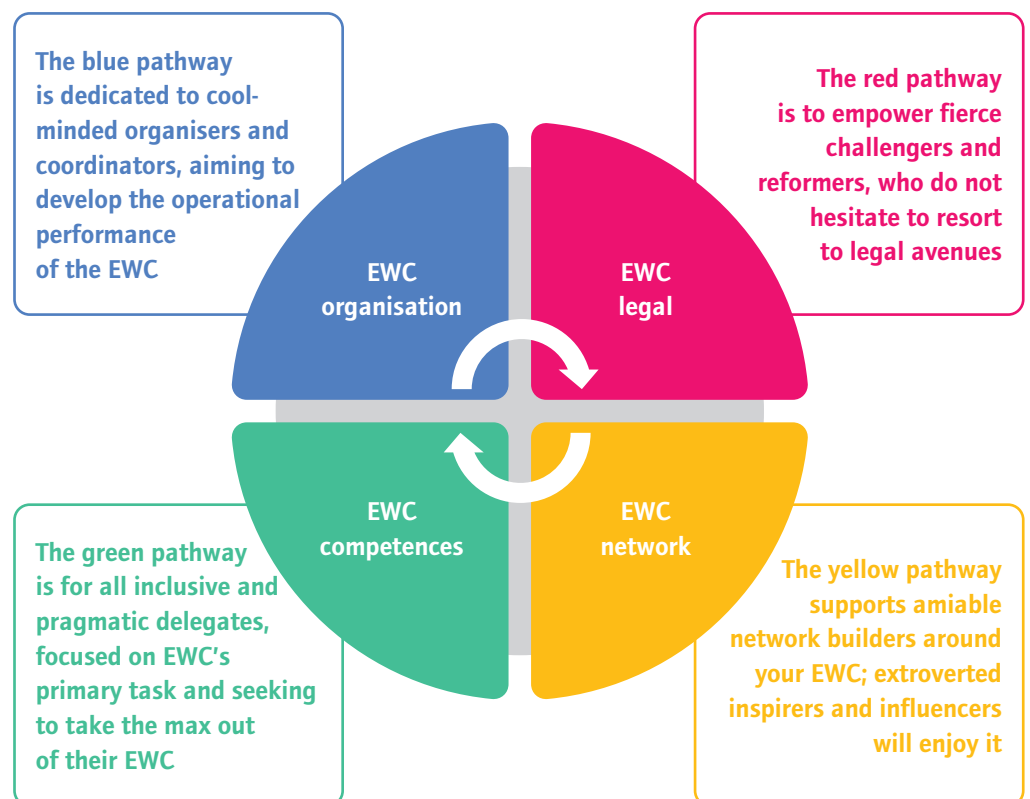 The blue pathway
is dedicated to cool-
minded organisers and
coordinators, aiming to
develop the operational
performance
of the EWC
The red pathway
is to empower fierce
challengers and
reformers, who do not
hesitate to resort
to legal avenues
EWC
organisation
EWC
legal
EWC
competences
EWC
network
The green pathway
is for all inclusive and
pragmatic delegates,
focused on EWC's
primary task and seeking
to take the max out
of their EWC
The yellow pathway
supports amiable
network builders around
your EWC; extroverted
inspirers and influencers
will enjoy it